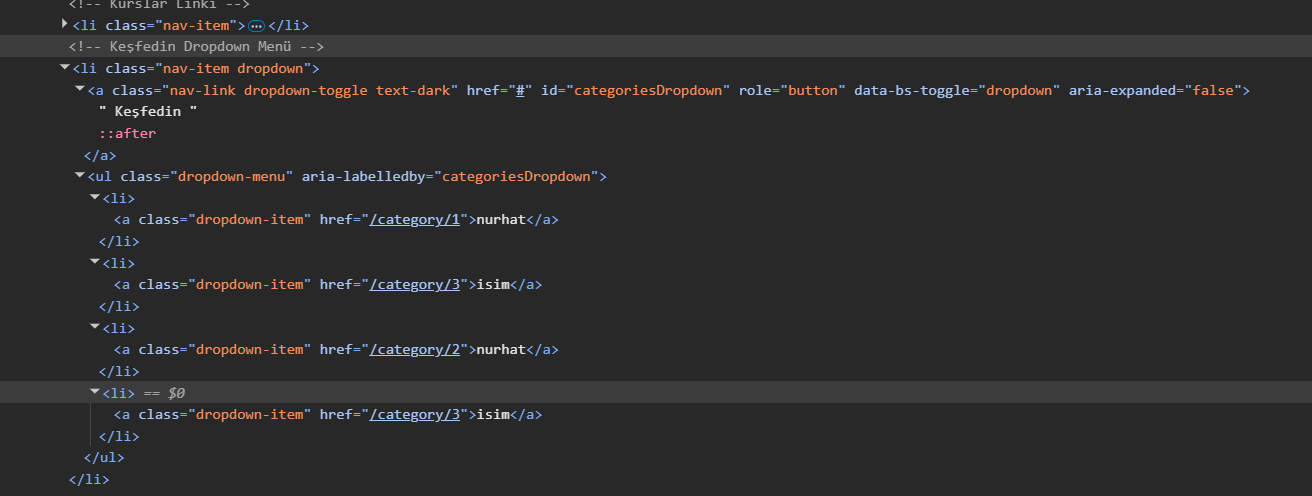 <!-- Kurslar Linki -->
<li class="nav-item">…</li>
<!-- Keşfedin Dropdown Menü -->
<li class="nav-item dropdown">
<a class="nav-link dropdown-toggle text-dark" href="#" id="categoriesDropdown" role="button" data-bs-toggle="dropdown" aria-expanded="false">
" Keşfedin "
::after
</a>
<ul class="dropdown-menu" aria-labelledby="categoriesDropdown">
<li>
<a class="dropdown-item" href="/category/1">nurhat</a>
</li>
<li>
<a class="dropdown-item" href="/category/3">isim</a>
</li>
<li>
<a class="dropdown-item" href="/category/2">nurhat</a>
</li>
<li> == $0
<a class="dropdown-item" href="/category/3">isim</a>
</li>
</ul>
</li>